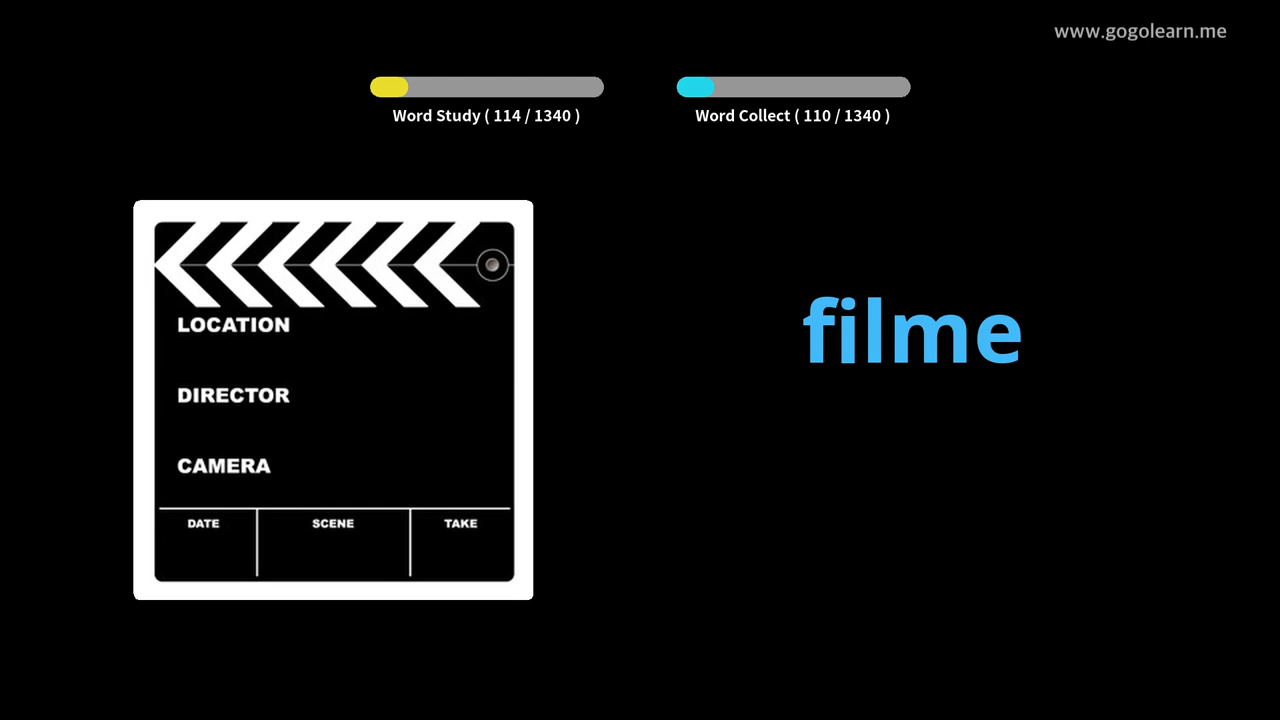 www.gogolearn.me
Word Study ( 114 / 1340 )
Word Collect ( 110 / 1340 )
LOCATION
DIRECTOR
CAMERA
DATE
SCENE
TAKE
filme